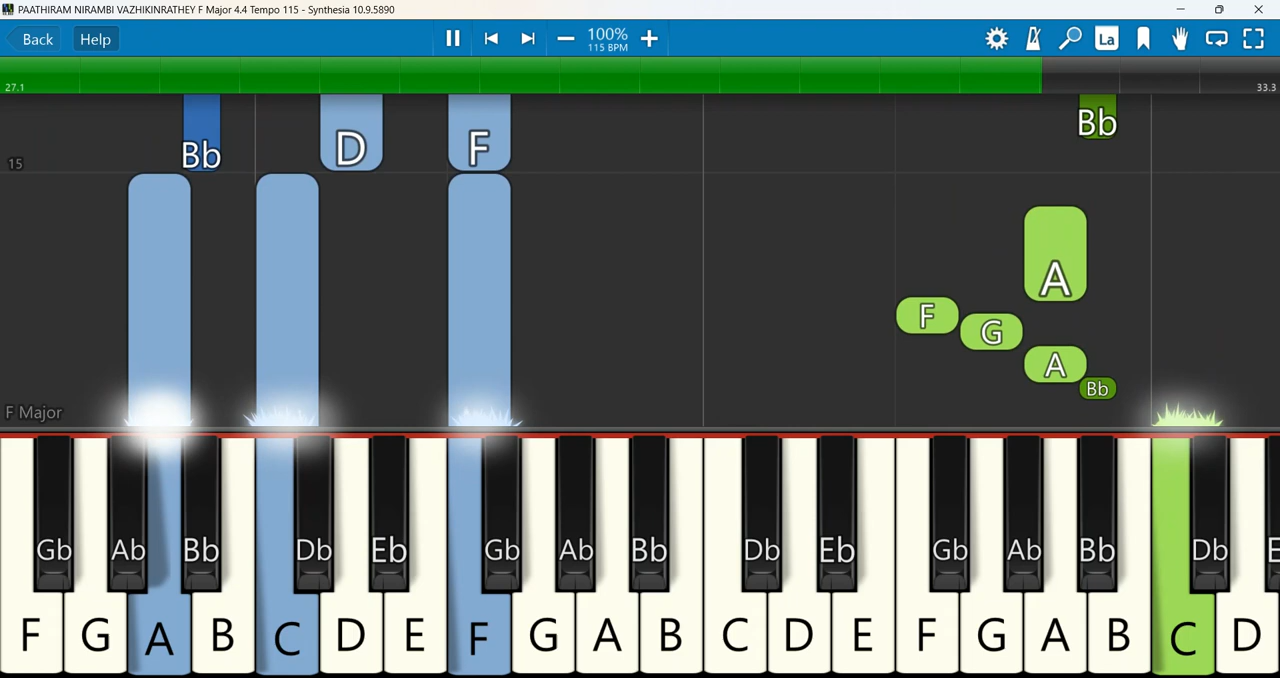 PAATHIRAM NIRAMBI VAZHIKINRATHEY F Major 4.4 Tempo 115 - Synthesia 10.9.5890
Back Help 100% La
115 BPM
27.1 33.3
Bb D F Bb
15
A
F G
A
Bb
F Major
Gb Ab Bb Db Eb Gb Ab Bb Db Eb Gb Ab Bb Db
F G A B C D E F G A B C D E F G A B C D